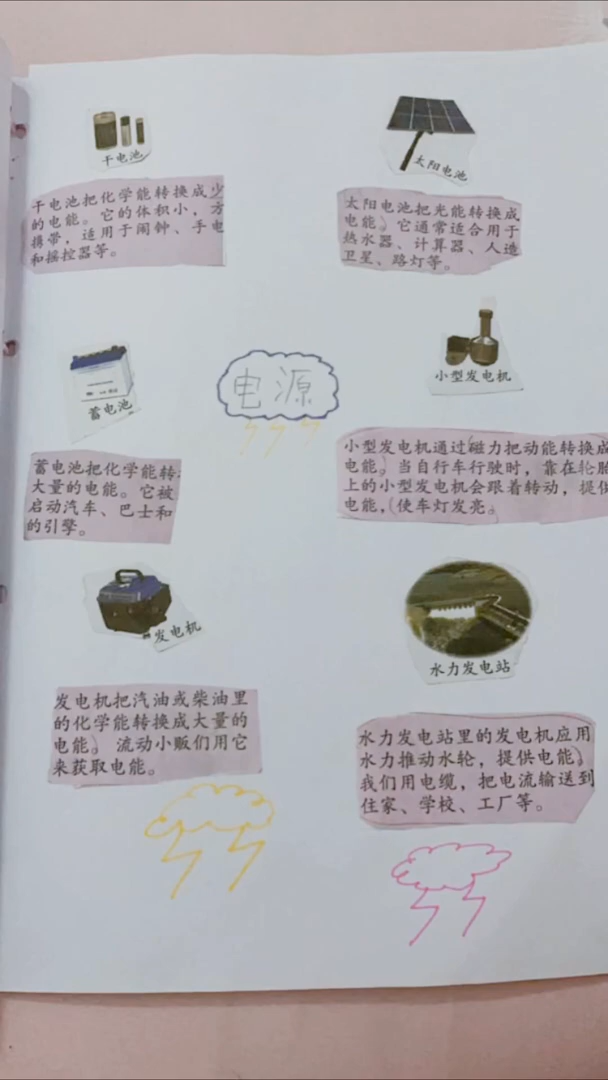 干电池
干电池把化学能转换成少
的电能。它的体积小，方
携带，适用于闹钟、手电
和摇控器等。
太阳电池
太阳电池把光能转换成
电能。它通常适合用于
热水器、计算器、人造
卫星、路灯等。
蓄电池
蓄电池把化学能转
大量的电能。它被
启动汽车、巴士和
的引擎。
电源
小型发电机
小型发电机通过磁力把动能转换成
电能。当自行车行驶时，靠在轮胎
上的小型发电机会跟着转动，提供
电能，使车灯发亮。
发电机
发电机把汽油或柴油里
的化学能转换成大量的
电能。流动小贩们用它
来获取电能。
水力发电站
水力发电站里的发电机应用
水力推动水轮，提供电能。
我们用电缆，把电流输送到
住家、学校、工厂等。